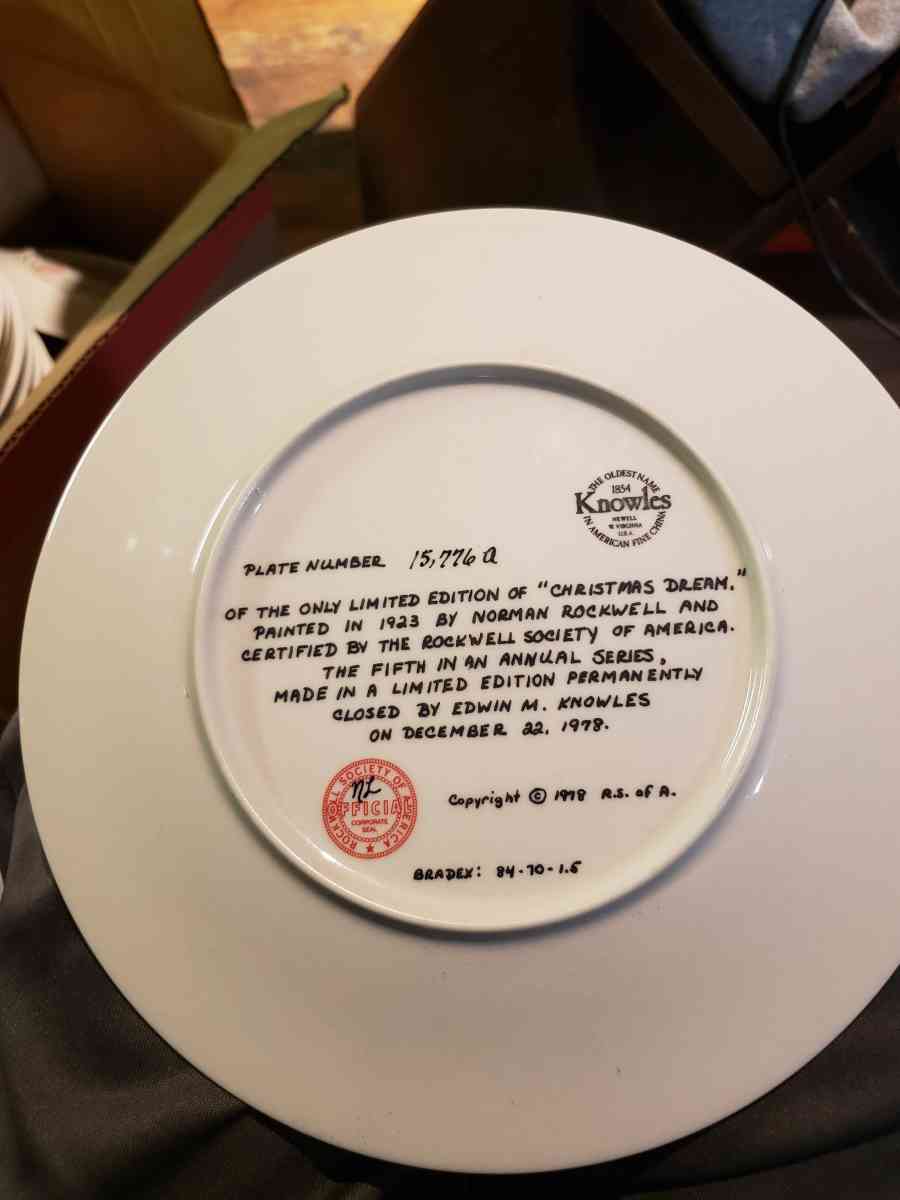 THE OLDEST NAME
1854
Knowles
NEWELL
W VIRGINIA
U.S.A.
IN AMERICAN FINE CHINA
PLATE NUMBER 15,776 a
OF THE ONLY LIMITED EDITION OF "CHRISTMAS DREAM."
PAINTED IN 1923 BY NORMAN ROCKWELL AND
CERTIFIED BY THE ROCKWELL SOCIETY OF AMERICA.
THE FIFTH IN AN ANNUAL SERIES,
MADE IN A LIMITED EDITION PERMANENTLY
CLOSED BY EDWIN M. KNOWLES
ON DECEMBER 22, 1978.
ROCKWELL SOCIETY OF AMERICA
NL
OFFICIAL
CORPORATE
SEAL
Copyright © 1978 R.S. of A.
BRADEX: 84-70-1.5